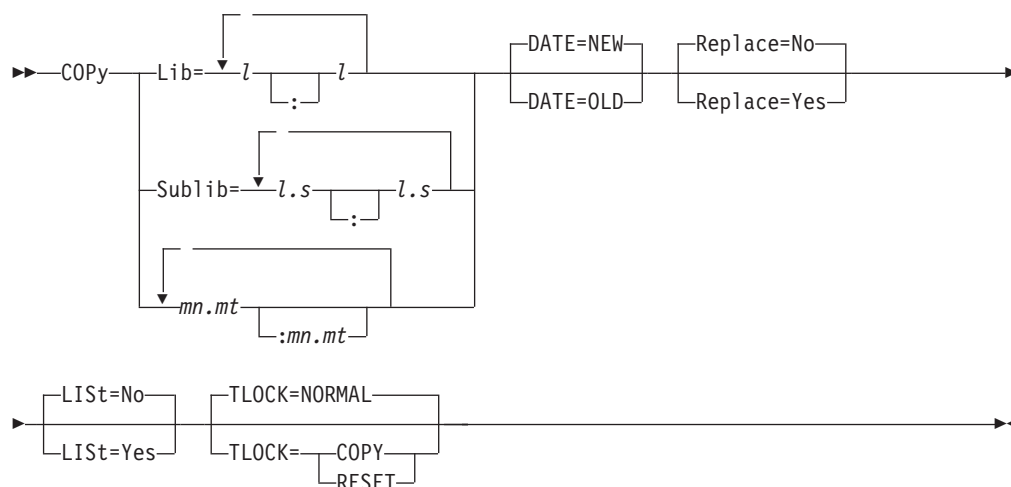 DATE=NEW Replace=No
COPy Lib= l l
: DATE=OLD Replace=Yes
Sublib= l.s l.s
:
mn.mt
:mn.mt
LISt=No TLOCK=NORMAL
LISt=Yes TLOCK= COPY
RESET